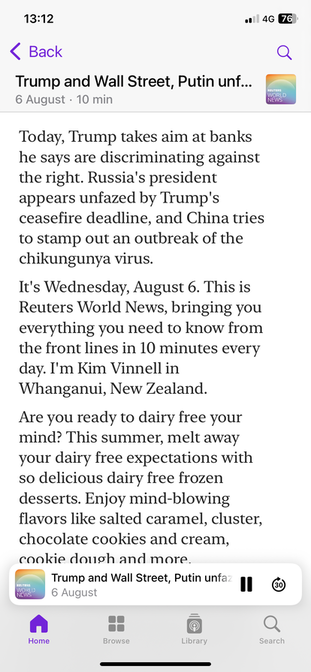 13:12
4G 76
Back
Trump and Wall Street, Putin unf...
6 August · 10 min
REUTERS
WORLD
NEWS
Today, Trump takes aim at banks
he says are discriminating against
the right. Russia's president
appears unfazed by Trump's
ceasefire deadline, and China tries
to stamp out an outbreak of the
chikungunya virus.
It's Wednesday, August 6. This is
Reuters World News, bringing you
everything you need to know from
the front lines in 10 minutes every
day. I'm Kim Vinnell in
Whanganui, New Zealand.
Are you ready to dairy free your
mind? This summer, melt away
your dairy free expectations with
so delicious dairy free frozen
desserts. Enjoy mind-blowing
flavors like salted caramel, cluster,
chocolate cookies and cream,
cookie dough and more.
REUTERS
WORLD
NEWS
Trump and Wall Street, Putin unfaz
6 August
30
Home
Browse
Library
Search